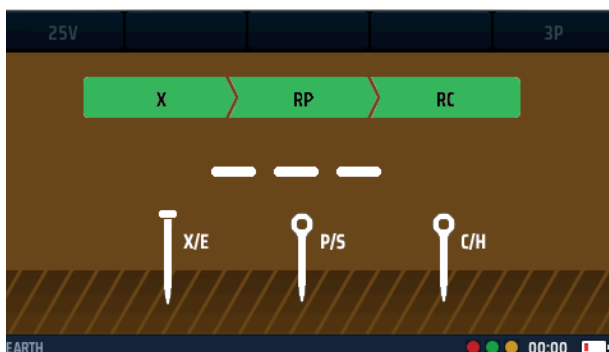 25V 3P
X RP RC
— — —
X/E P/S C/H
EARTH 00:00